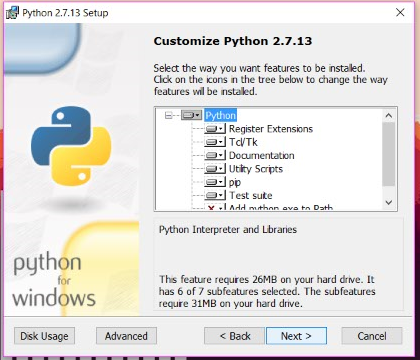 Python 2.7.13 Setup
Customize Python 2.7.13
Select the way you want features to be installed.
Click on the icons in the tree below to change the way
features will be installed.
Python
Register Extensions
Tcl/Tk
Documentation
Utility Scripts
pip
Test suite
Add python.exe to Path
Python Interpreter and Libraries
This feature requires 26MB on your hard drive. It
has 6 of 7 subfeatures selected. The subfeatures
require 31MB on your hard drive.
python
for
windows
Disk Usage
Advanced
< Back
Next >
Cancel